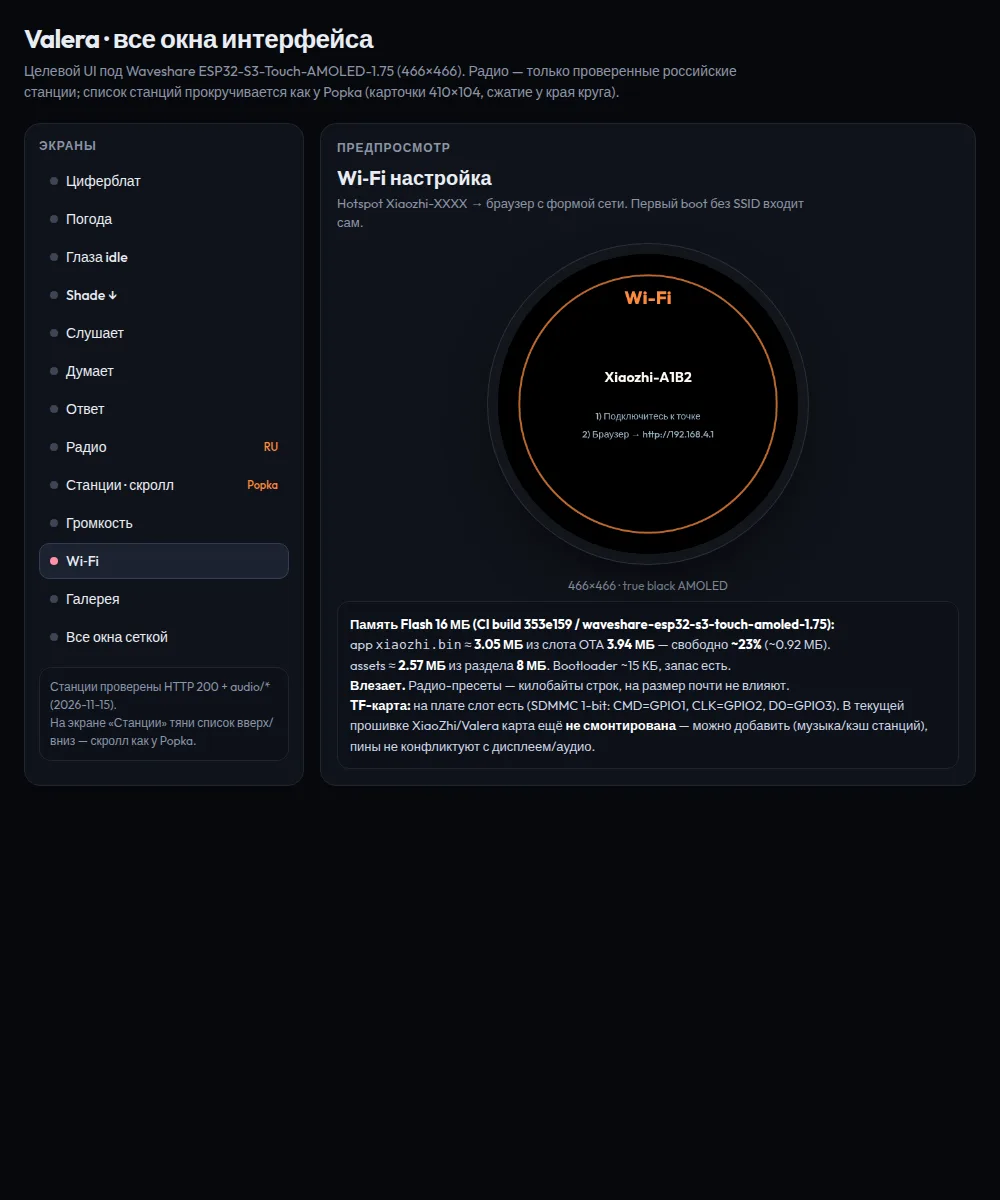 Valera · все окна интерфейса
Целевой UI под Waveshare ESP32-S3-Touch-AMOLED-1.75 (466×466). Радио — только проверенные российские
станции; список станций прокручивается как у Popka (карточки 410×104, сжатие у края круга).
ЭКРАНЫ
Циферблат
Погода
Глаза idle
Shade ↓
Слушает
Думает
Ответ
Радио RU
Станции · скролл Popka
Громкость
Wi-Fi
Галерея
Все окна сеткой
Станции проверены HTTP 200 + audio/*
(2026-11-15).
На экране «Станции» тяни список вверх/
вниз — скролл как у Popka.
ПРЕДПРОСМОТР
Wi-Fi настройка
Hotspot Xiaozhi-XXXX → браузер с формой сети. Первый boot без SSID входит
сам.
Wi-Fi
Xiaozhi-A1B2
1) Подключитесь к точке
2) Браузер → http://192.168.4.1
466×466 · true black AMOLED
Память Flash 16 МБ (CI build 353e159 / waveshare-esp32-s3-touch-amoled-1.75):
app xiaozhi.bin ≈ 3.05 МБ из слота OTA 3.94 МБ — свободно ~23% (~0.92 МБ).
assets ≈ 2.57 МБ из раздела 8 МБ. Bootloader ~15 КБ, запас есть.
Влезает. Радио-пресеты — килобайты строк, на размер почти не влияют.
TF-карта: на плате слот есть (SDMMC 1-bit: CMD=GPIO1, CLK=GPIO2, D0=GPIO3). В текущей
прошивке XiaoZhi/Valera карта ещё не смонтирована — можно добавить (музыка/кэш станций),
пины не конфликтуют с дисплеем/аудио.